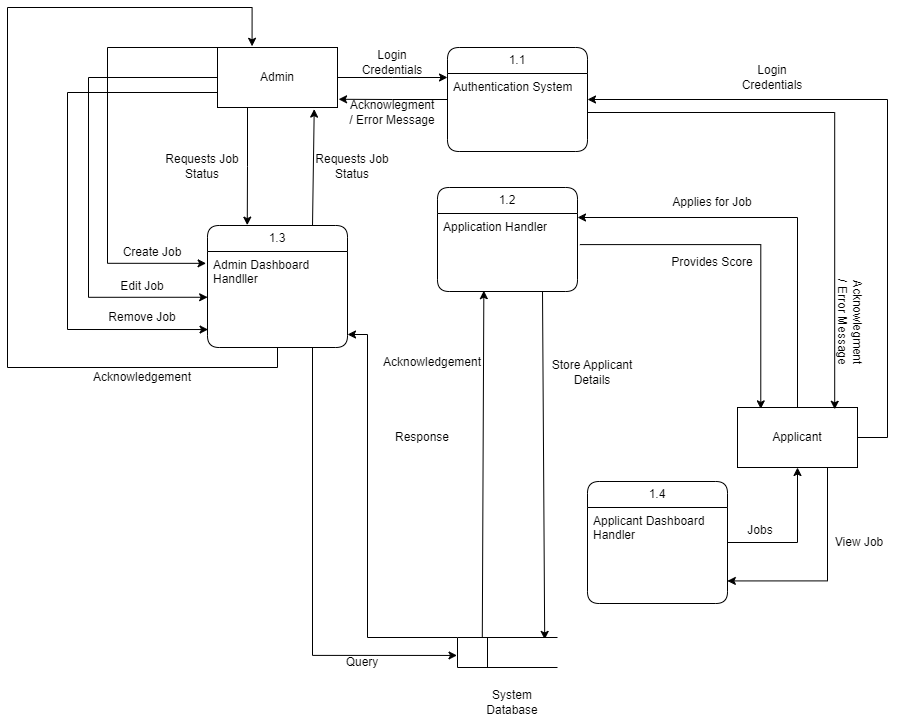 Admin
Login
Credentials
Acknowlegment
/ Error Message
1.1
Authentication System
Login
Credentials
Requests Job
Status
Requests Job
Status
1.2
Application Handler
Applies for Job
Provides Score
1.3
Admin Dashboard
Handller
Create Job
Edit Job
Remove Job
Acknowledgement
Acknowledgement
Store Applicant
Details
Acknowlegment
/ Error Message
Response
Applicant
1.4
Applicant Dashboard
Handler
Jobs
View Job
Query
System
Database